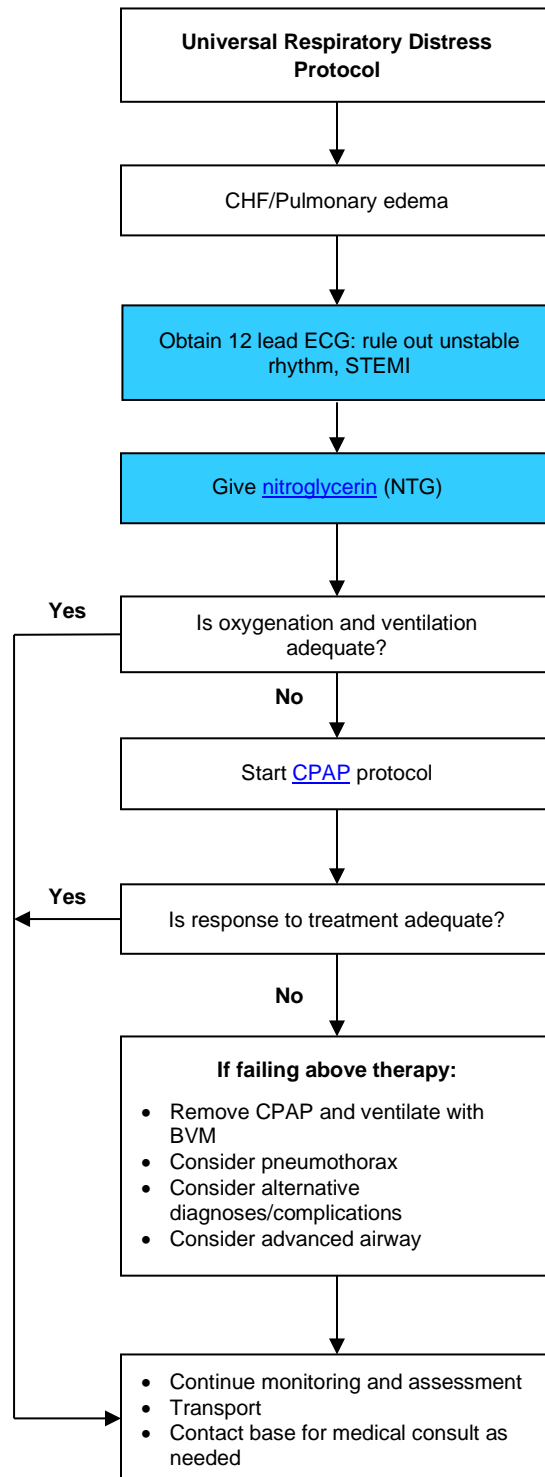 Universal Respiratory Distress
Protocol
CHF/Pulmonary edema
Obtain 12 lead ECG: rule out unstable
rhythm, STEMI
Give nitroglycerin (NTG)
Yes
Is oxygenation and ventilation
adequate?
No
Start CPAP protocol
Yes
Is response to treatment adequate?
No
If failing above therapy:
• Remove CPAP and ventilate with
BVM
• Consider pneumothorax
• Consider alternative
diagnoses/complications
• Consider advanced airway
• Continue monitoring and assessment
• Transport
• Contact base for medical consult as
needed